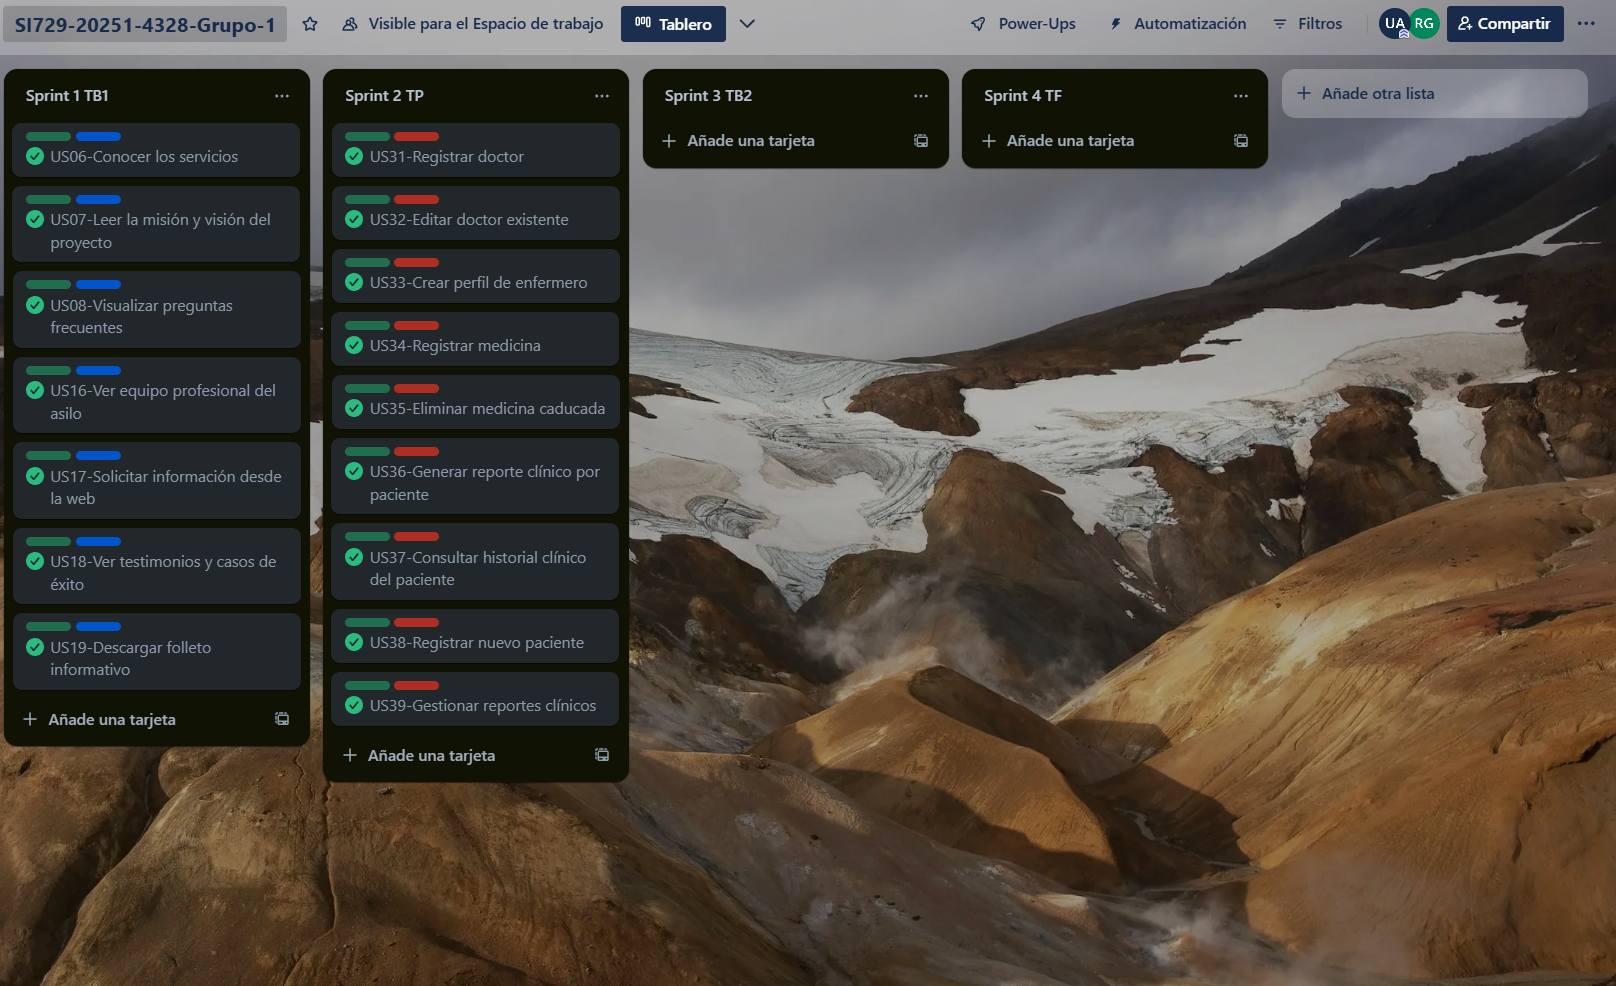 SI729-20251-4328-Grupo-1
Visible para el Espacio de trabajo
Tablero
Power-Ups
Automatización
Filtros
UA
RG
Compartir
Sprint 1 TB1
US06-Conocer los servicios
US07-Leer la misión y visión del
proyecto
US08-Visualizar preguntas
frecuentes
US16-Ver equipo profesional del
asilo
US17-Solicitar información desde
la web
US18-Ver testimonios y casos de
éxito
US19-Descargar folleto
informativo
Añade una tarjeta
Sprint 2 TP
US31-Registrar doctor
US32-Editar doctor existente
US33-Crear perfil de enfermero
US34-Registrar medicina
US35-Eliminar medicina caducada
US36-Generar reporte clínico por
paciente
US37-Consultar historial clínico
del paciente
US38-Registrar nuevo paciente
US39-Gestionar reportes clínicos
Añade una tarjeta
Sprint 3 TB2
Añade una tarjeta
Sprint 4 TF
Añade una tarjeta
Añade otra lista